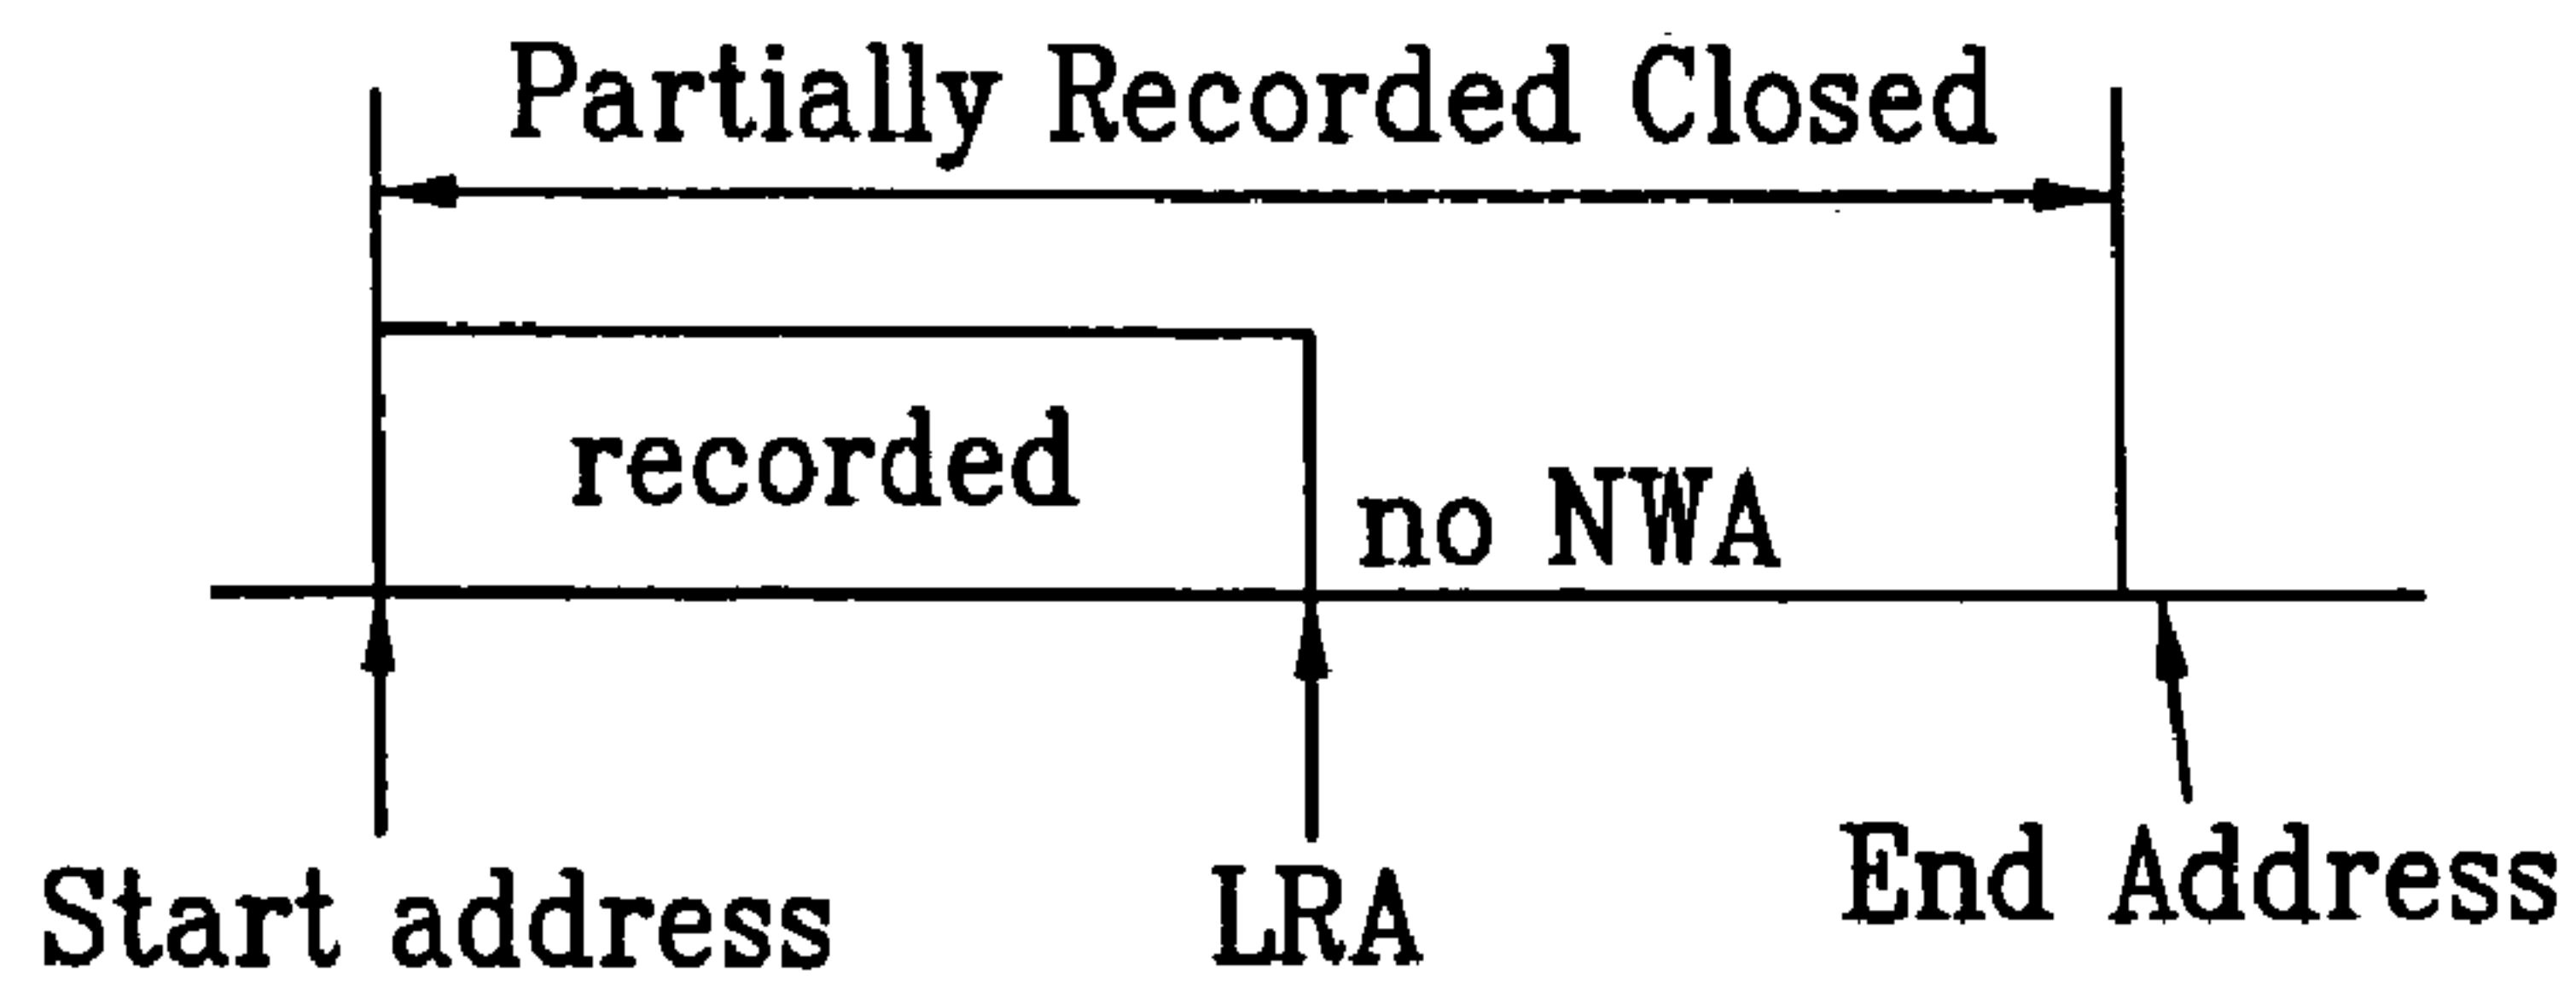 Partially Recorded Closed
recorded
no NWA
Start address
LRA
End Address